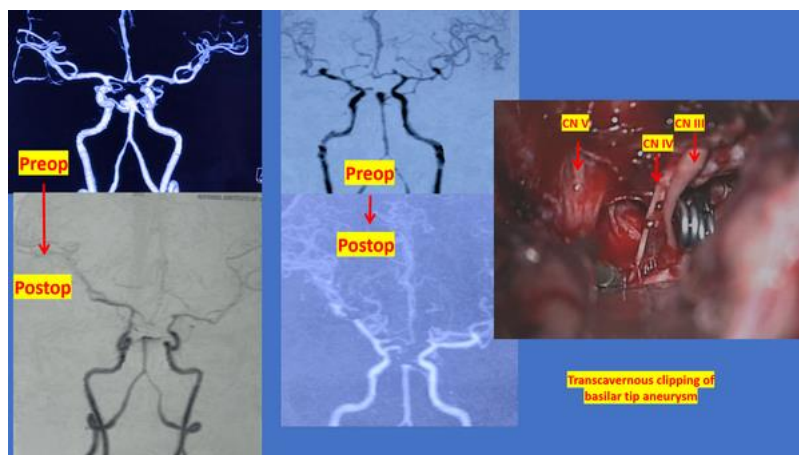 Preop
Postop
Preop
Postop
CN V
CN IV
CN III
Transcavernous clipping of
basilar tip aneurysm